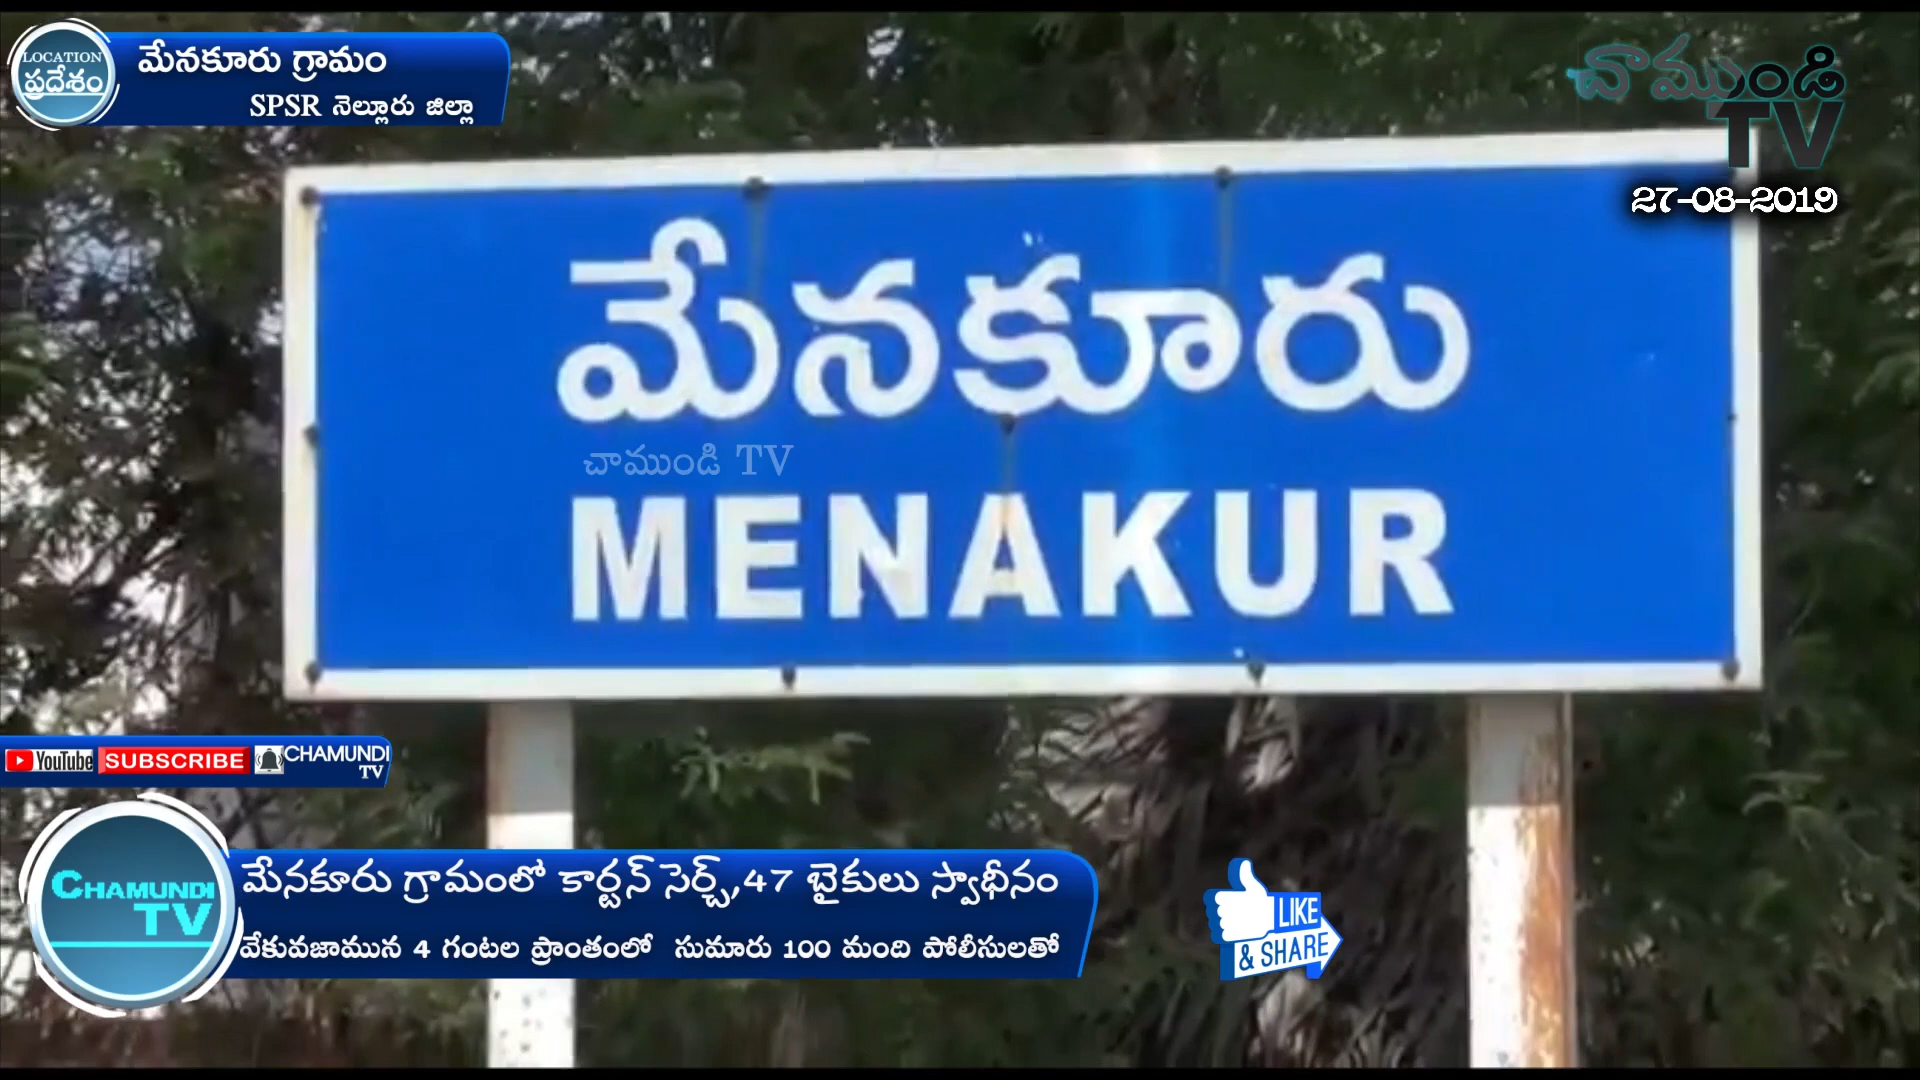 LOCATION
ప్రదేశం
మేనకూరు గ్రామం
SPSR నెల్లూరు జిల్లా
చాముండి
TV
27-08-2019
మేనకూరు
చాముండి TV
MENAKUR
YouTube SUBSCRIBE CHAMUNDI
TV
CHAMUNDI
TV
మేనకూరు గ్రామంలో కార్టన్ సెర్చ్,47 బైకులు స్వాధీనం
వేకువజామున 4 గంటల ప్రాంతంలో సుమారు 100 మంది పోలీసులతో
LIKE
& SHARE